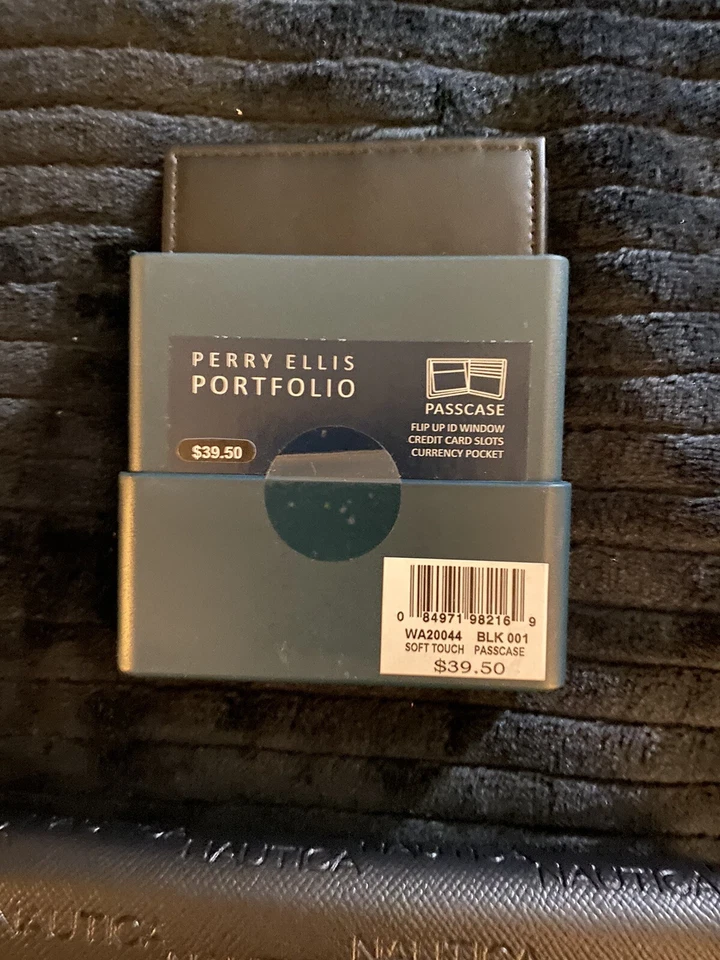 PERRY ELLIS
PORTFOLIO
PASSCASE
FLIP UP ID WINDOW
CREDIT CARD SLOTS
CURRENCY POCKET
$39.50
0 84971 98216 9
WA20044 BLK 001
SOFT TOUCH PASSCASE
$39.50
NAUTICA NAUTICA
NAUTICA NAUTICA